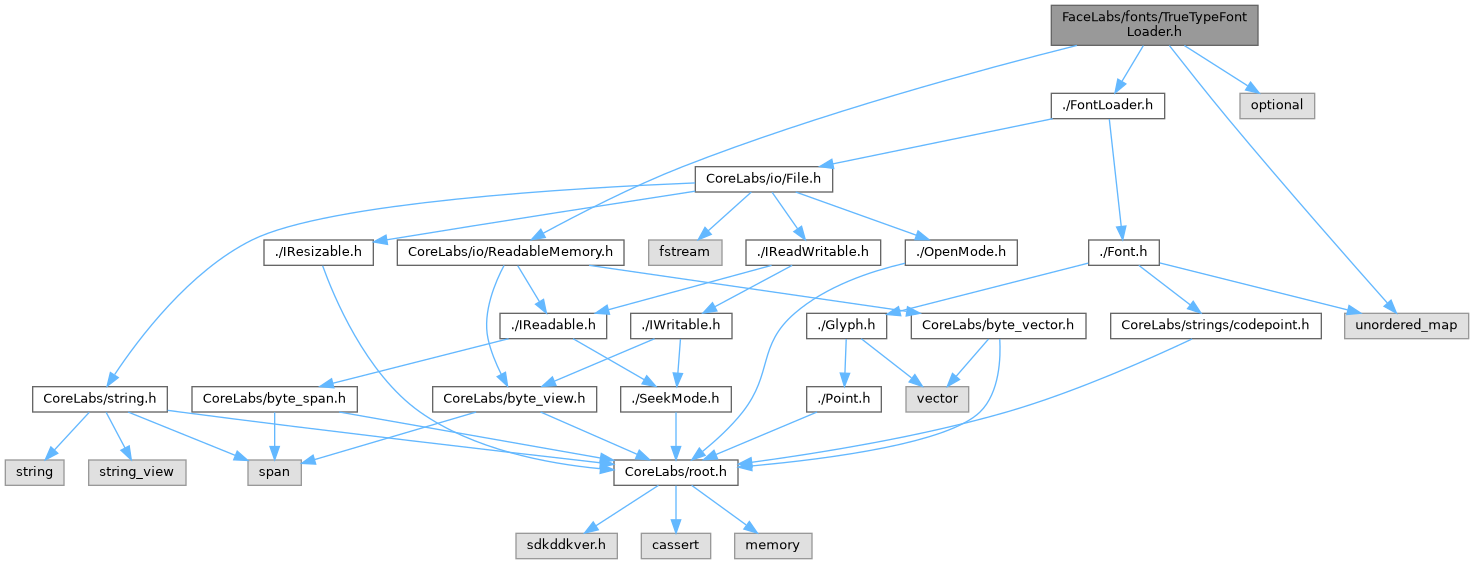 FaceLabs/fonts/TrueTypeFont
Loader.h
./FontLoader.h
optional
CoreLabs/io/File.h
./IResizable.h
CoreLabs/io/ReadableMemory.h
fstream
./IReadWritable.h
./OpenMode.h
./Font.h
./IReadable.h
./IWritable.h
./Glyph.h
CoreLabs/byte_vector.h
CoreLabs/strings/codepoint.h
unordered_map
CoreLabs/string.h
CoreLabs/byte_span.h
CoreLabs/byte_view.h
./SeekMode.h
./Point.h
vector
string
string_view
span
CoreLabs/root.h
sdkddkver.h
cassert
memory